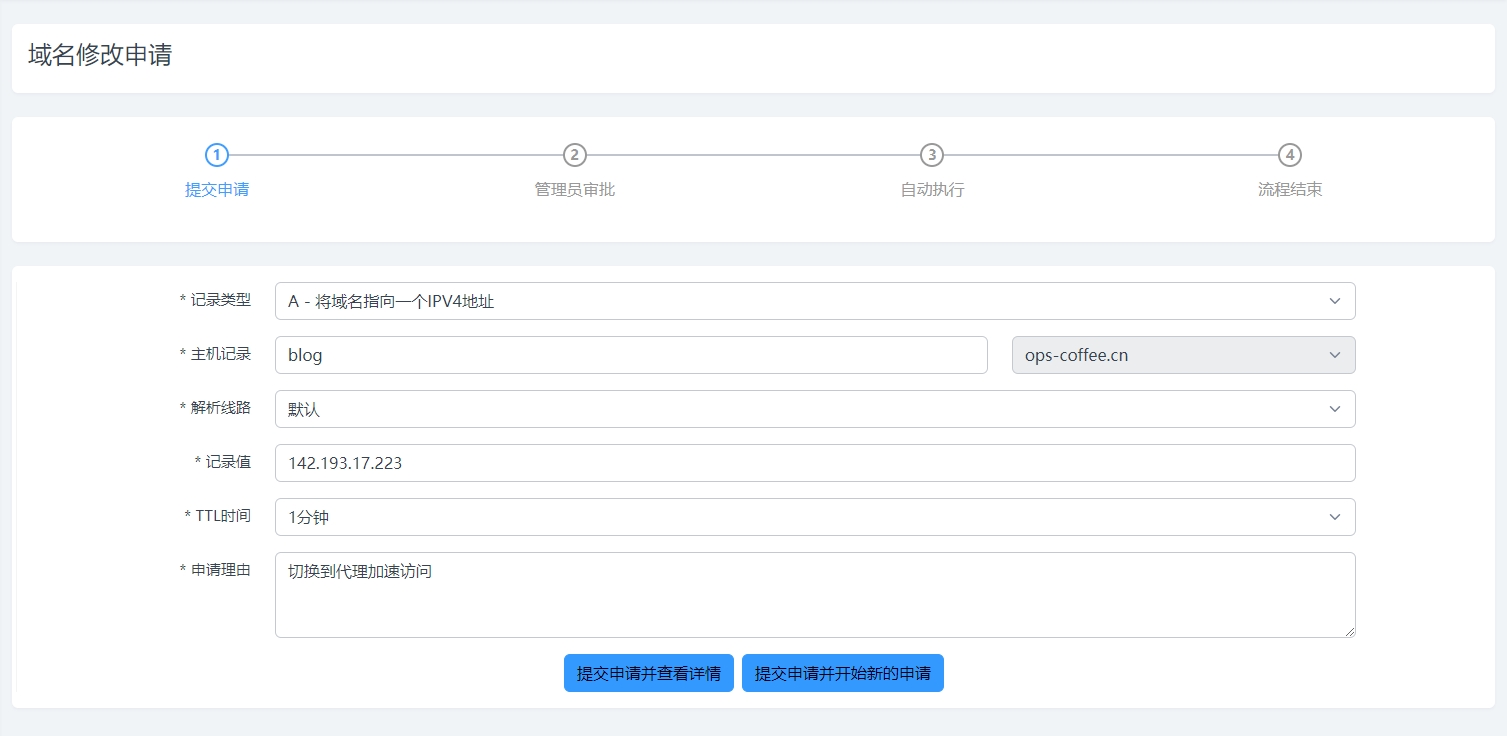 域名修改申请
1
2
3
4
提交申请
管理员审批
自动执行
流程结束
* 记录类型
A - 将域名指向一个IPV4地址
* 主机记录
blog
ops-coffee.cn
* 解析线路
默认
* 记录值
142.193.17.223
* TTL时间
1分钟
* 申请理由
切换到代理加速访问
提交申请并查看详情
提交申请并开始新的申请